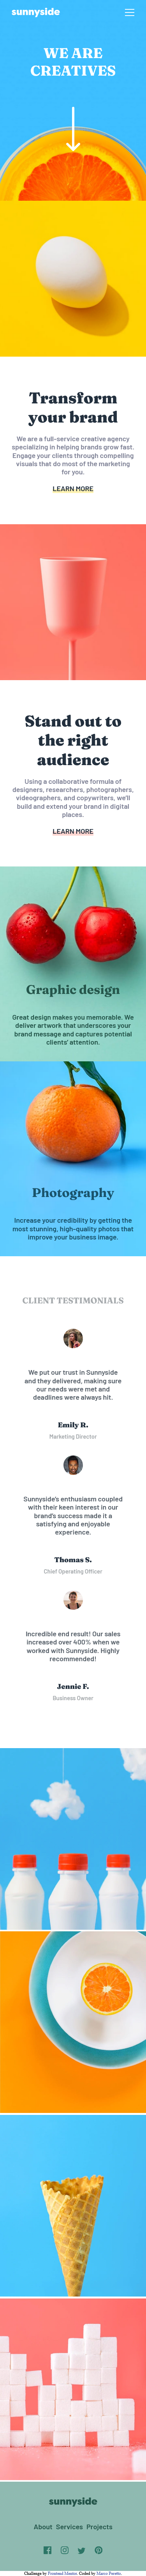 sunnyside
WE ARE
CREATIVES
Transform
your brand
We are a full-service creative agency
specializing in helping brands grow fast.
Engage your clients through compelling
visuals that do most of the marketing
for you.
LEARN MORE
Stand out to
the right
audience
Using a collaborative formula of
designers, researchers, photographers,
videographers, and copywriters, we'll
build and extend your brand in digital
places.
LEARN MORE
Graphic design
Great design makes you memorable. We
deliver artwork that underscores your
brand message and captures potential
clients' attention.
Photography
Increase your credibility by getting the
most stunning, high-quality photos that
improve your business image.
CLIENT TESTIMONIALS
We put our trust in Sunnyside
and they delivered, making sure
our needs were met and
deadlines were always hit.
Emily R.
Marketing Director
Sunnyside's enthusiasm coupled
with their keen interest in our
brand's success made it a
satisfying and enjoyable
experience.
Thomas S.
Chief Operating Officer
Incredible end result! Our sales
increased over 400% when we
worked with Sunnyside. Highly
recommended!
Jennie F.
Business Owner
sunnyside
About Services Projects
Challenge by Frontend Mentor. Coded by Marco Peretto.